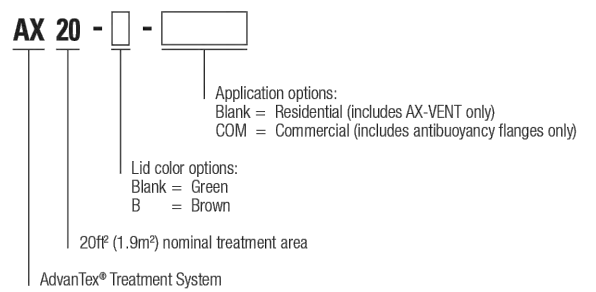 AX 20 - -
Application options:
Blank = Residential (includes AX-VENT only)
COM = Commercial (includes antibuoyancy flanges only)
Lid color options:
Blank = Green
B = Brown
20ft² (1.9m²) nominal treatment area
AdvanTex® Treatment System